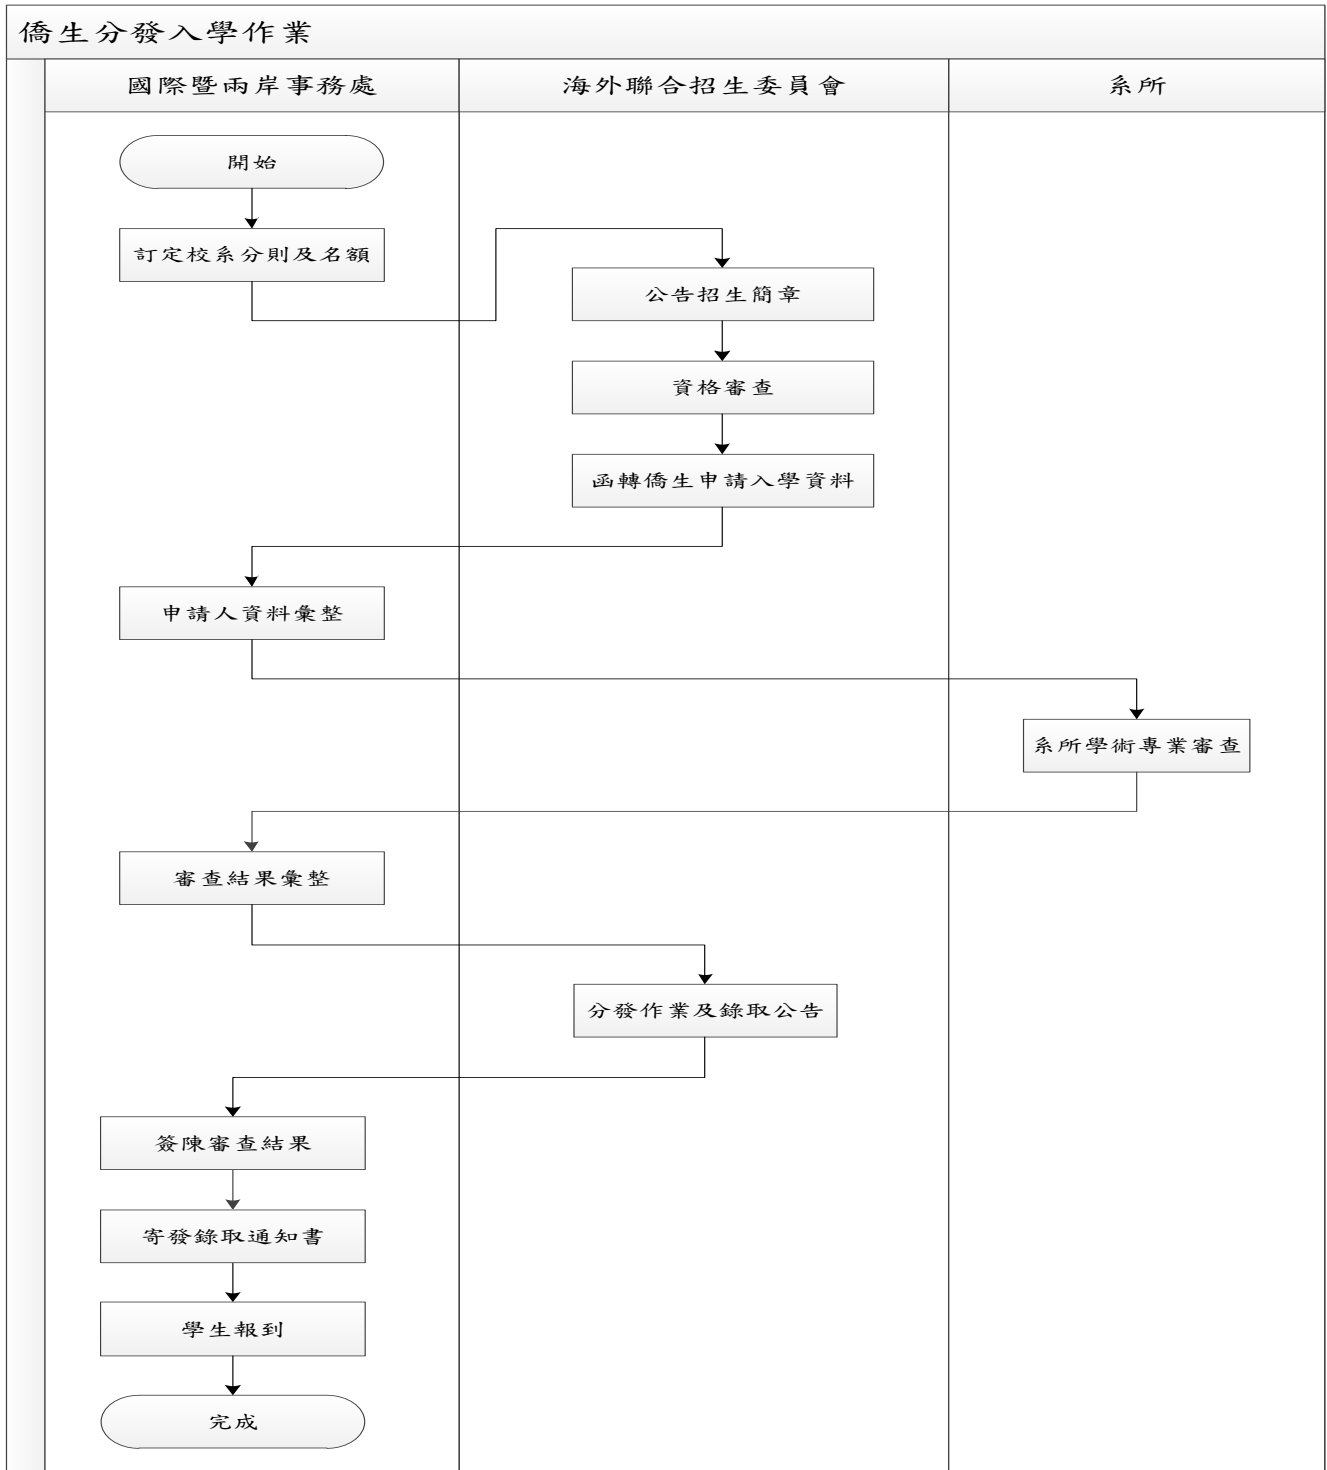 僑生分發入學作業
國際暨兩岸事務處
海外聯合招生委員會
系所
開始
訂定校系分則及名額
公告招生簡章
資格審查
函轉僑生申請入學資料
申請人資料彙整
系所學術專業審查
審查結果彙整
分發作業及錄取公告
簽陳審查結果
寄發錄取通知書
學生報到
完成